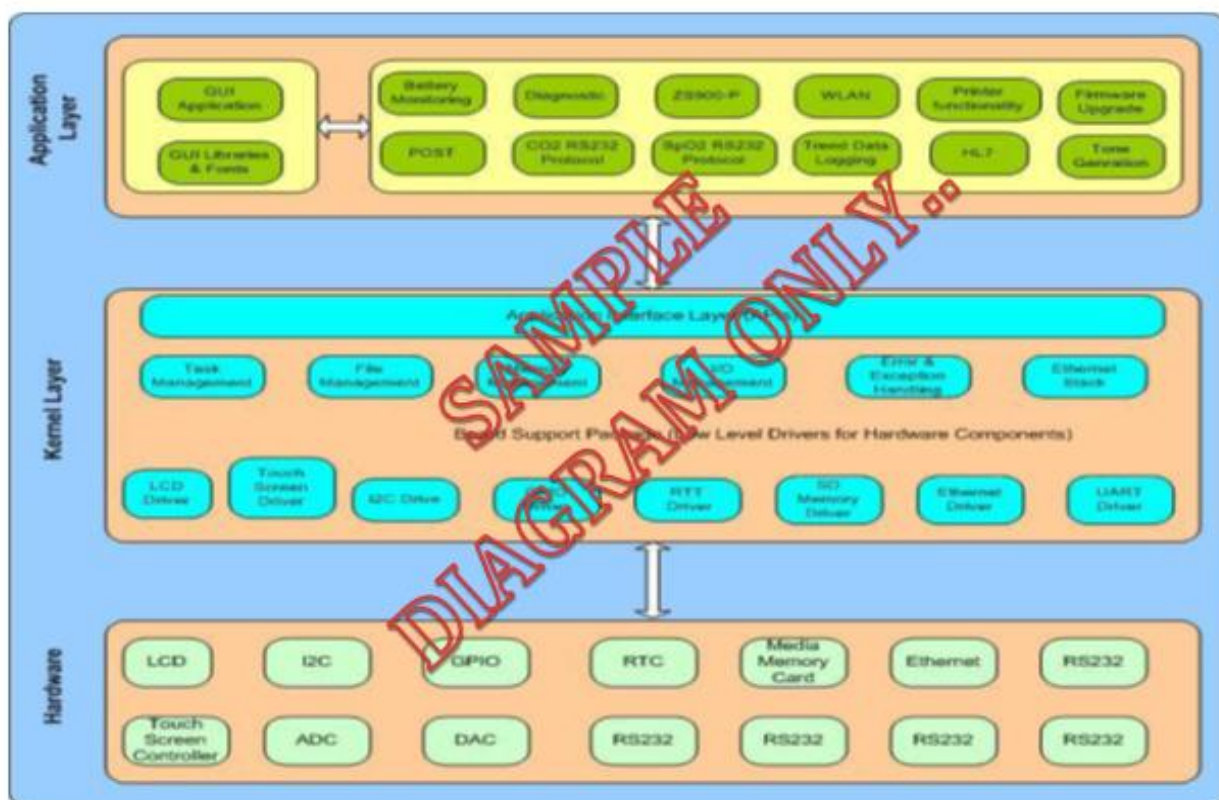 Application
Layer
GUI
Application
GUI Libraries
& Fonts
Battery
Monitoring
Diagnostic
ZS900-P
WLAN
Printer
functionality
Firmware
Upgrade
POST
CO2 RS232
Protocol
SpO2 RS232
Protocol
Trend Data
Logging
HL7
Tone
Genration
SAMPLE
DIAGRAM ONLY..
Kernel Layer
Application Interface Layer
Task
Management
File
Management
I/O
Management
Error &
Exception
Handling
Ethernet
Stack
Board Support Package (Low Level Drivers for Hardware Components)
LCD
Driver
Touch
Screen
Driver
I2C Drive
RTT
Driver
SD
Memory
Driver
Ethernet
Driver
UART
Driver
Hardware
LCD
I2C
GPIO
RTC
Media
Memory
Card
Ethernet
RS232
Touch
Screen
Controller
ADC
DAC
RS232
RS232
RS232
RS232